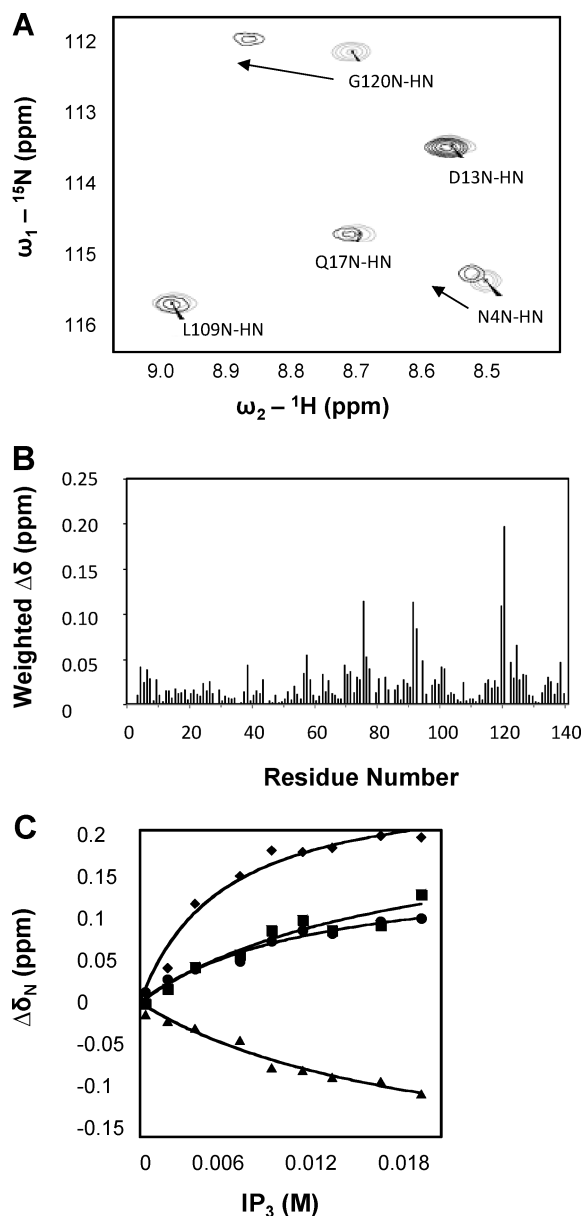 A
112
113
114
115
116
ω1 – 15N (ppm)
G120N-HN
D13N-HN
Q17N-HN
N4N-HN
L109N-HN
9.0 8.9 8.8 8.7 8.6 8.5
ω2 – 1H (ppm)
B
0.25
0.20
0.15
0.10
0.05
0
Weighted Δδ (ppm)
0 20 40 60 80 100 120 140
Residue Number
C
0.2
0.15
0.1
0.05
0
-0.05
-0.1
-0.15
ΔδN (ppm)
0 0.006 0.012 0.018
IP3 (M)